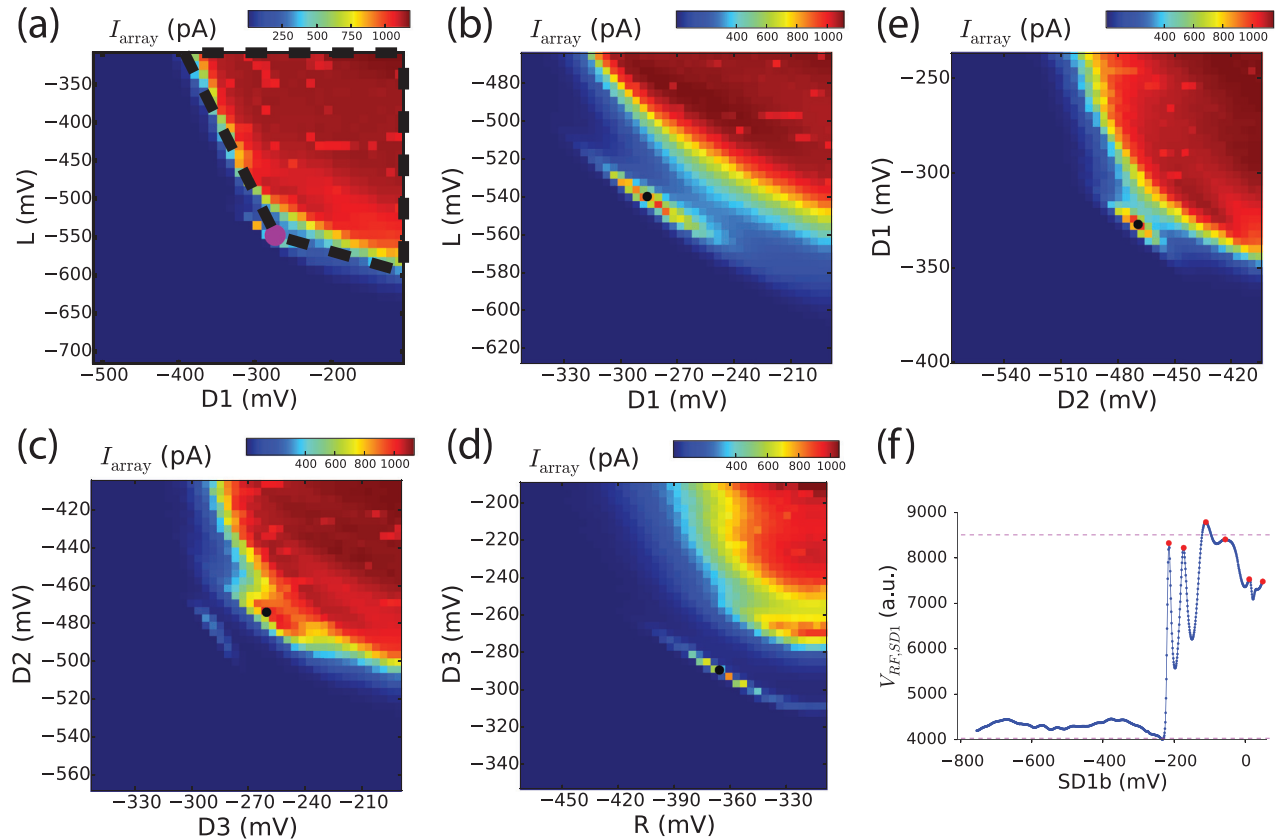 (a)
I_array (pA)
250 500 750 1000
−350
−400
−450
−500
−550
−600
−650
−700
L (mV)
−500 −400 −300 −200
D1 (mV)
(b)
I_array (pA)
400 600 800 1000
−480
−500
−520
−540
−560
−580
−600
−620
L (mV)
−330 −300 −270 −240 −210
D1 (mV)
(e)
I_array (pA)
400 600 800 1000
−250
−300
−350
−400
D1 (mV)
−540 −510 −480 −450 −420
D2 (mV)
(c)
I_array (pA)
400 600 800 1000
−420
−440
−460
−480
−500
−520
−540
−560
D2 (mV)
−330 −300 −270 −240 −210
D3 (mV)
(d)
I_array (pA)
400 600 800 1000
−200
−220
−240
−260
−280
−300
−320
−340
D3 (mV)
−450 −420 −390 −360 −330
R (mV)
(f)
9000
8000
7000
6000
5000
4000
V_RF,SD1 (a.u.)
−800 −600 −400 −200 0
SD1b (mV)